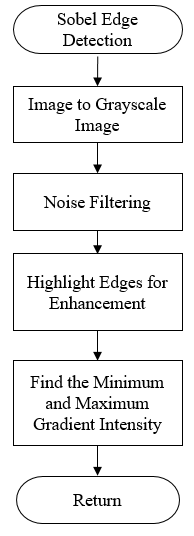 Sobel Edge
Detection
Image to Grayscale
Image
Noise Filtering
Highlight Edges for
Enhancement
Find the Minimum
and Maximum
Gradient Intensity
Return